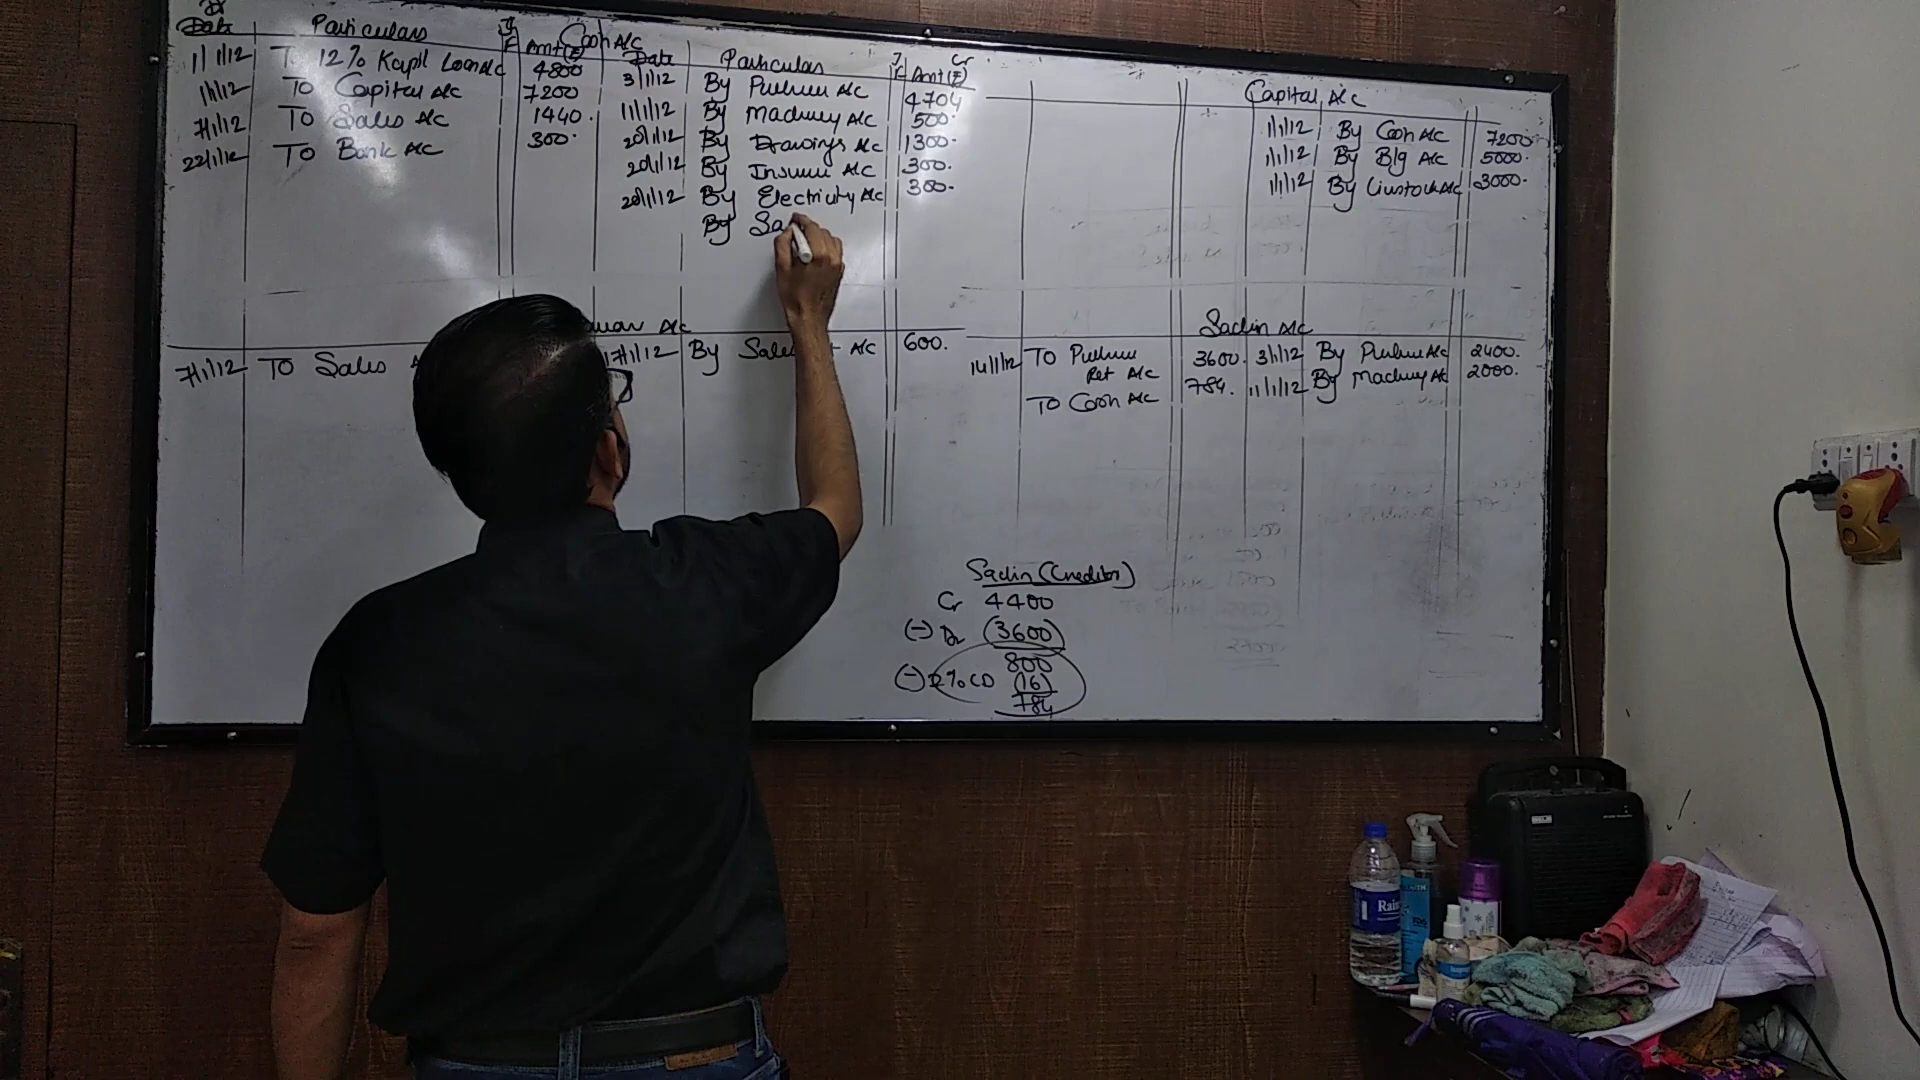 Dr
Date Particulars J F Amt(₹)
Cash A/c
Date Particulars J F Amt(₹)
Cr
1/1/12 To 12% Kapil Loan A/c 4800
1/1/12 To Capital A/c 7200
7/1/12 To Sales A/c 1440.
22/1/12 To Bank A/c 300.
3/1/12 By Purchase A/c 4704
11/1/12 By Machinery A/c 500.
20/1/12 By Drawings A/c 1300.
20/1/12 By A/c 300.
20/1/12 By Electricity A/c 300.
By Sa
Capital A/c
1/1/12 By Cash A/c 7200.
1/1/12 By Blg A/c 5000.
1/1/12 By A/c 3000.
A/c
7/1/12 To Sales
17/1/12 By Sales A/c 600.
Sachin A/c
14/1/12 To Purchase Ret A/c 3600.
To Cash A/c 784.
3/1/12 By Purchase A/c 2400.
11/1/12 By Machinery A/c 2000.
Sachin (Creditor)
Cr 4400
(-) Dr (3600)
800
(-) 2% CD (16)
784
Rail